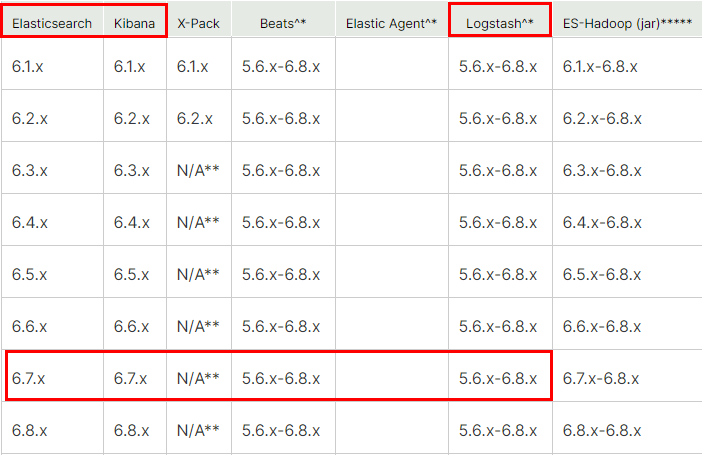 Elasticsearch Kibana X-Pack Beats^* Elastic Agent^* Logstash^* ES-Hadoop (jar)*****
6.1.x 6.1.x 6.1.x 5.6.x-6.8.x 5.6.x-6.8.x 6.1.x-6.8.x
6.2.x 6.2.x 6.2.x 5.6.x-6.8.x 5.6.x-6.8.x 6.2.x-6.8.x
6.3.x 6.3.x N/A** 5.6.x-6.8.x 5.6.x-6.8.x 6.3.x-6.8.x
6.4.x 6.4.x N/A** 5.6.x-6.8.x 5.6.x-6.8.x 6.4.x-6.8.x
6.5.x 6.5.x N/A** 5.6.x-6.8.x 5.6.x-6.8.x 6.5.x-6.8.x
6.6.x 6.6.x N/A** 5.6.x-6.8.x 5.6.x-6.8.x 6.6.x-6.8.x
6.7.x 6.7.x N/A** 5.6.x-6.8.x 5.6.x-6.8.x 6.7.x-6.8.x
6.8.x 6.8.x N/A** 5.6.x-6.8.x 5.6.x-6.8.x 6.8.x-6.8.x